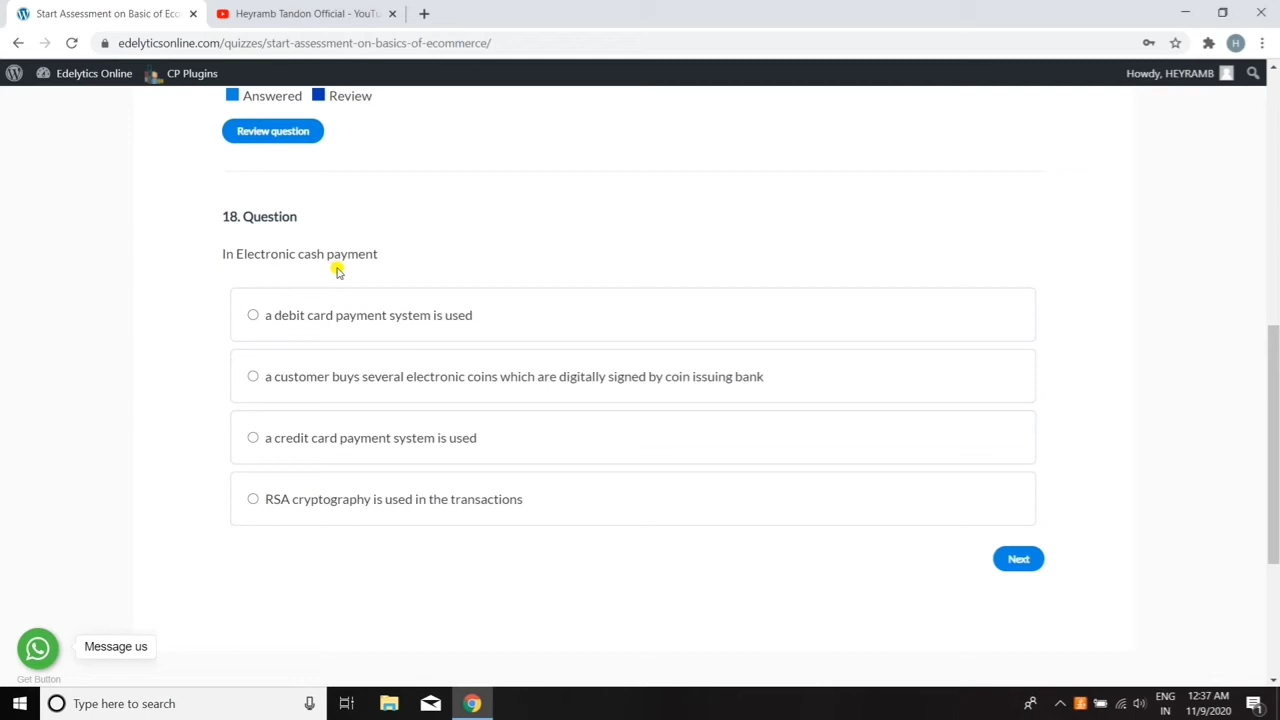 Start Assessment on Basic of Eco
Heyramb Tandon Official - YouTu
edelyticsonline.com/quizzes/start-assessment-on-basics-of-ecommerce/
H
Edelytics Online
CP Plugins
Howdy, HEYRAMB
Answered
Review
Review question
18. Question
In Electronic cash payment
a debit card payment system is used
a customer buys several electronic coins which are digitally signed by coin issuing bank
a credit card payment system is used
RSA cryptography is used in the transactions
Next
Message us
Get Button
Type here to search
ENG
IN
12:37 AM
11/9/2020
1